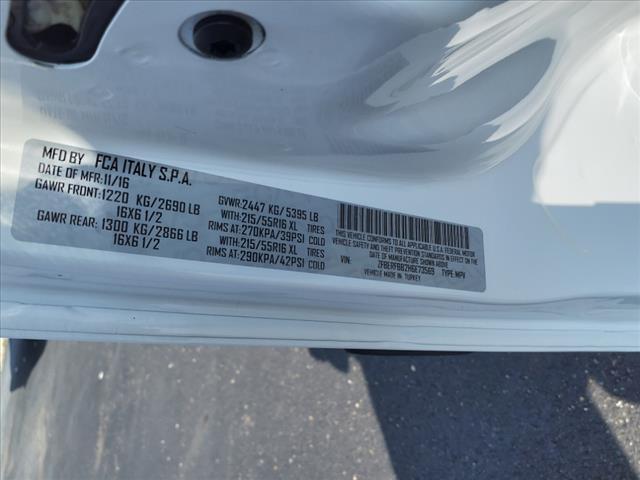 MFD BY FCA ITALY S.P.A.
DATE OF MFR: 11/16 GVWR: 2447 KG/ 5395 LB
GAWR FRONT: 1220 KG/2690 LB WITH: 215/55R16 XL TIRES
16X6 1/2 RIMS AT: 270KPA/39PSI COLD
GAWR REAR: 1300 KG/2866 LB WITH: 215/55R16 XL TIRES
16X6 1/2 RIMS AT: 290KPA/42PSI COLD
THIS VEHICLE CONFORMS TO ALL APPLICABLE U.S.A. FEDERAL MOTOR
VEHICLE SAFETY AND THEFT PREVENTION STANDARDS IN EFFECT ON
THE DATE OF MANUFACTURE SHOWN ABOVE.
VIN: ZFBERFBB2H6E73569 TYPE: MPV
VEHICLE MADE IN: TURKEY